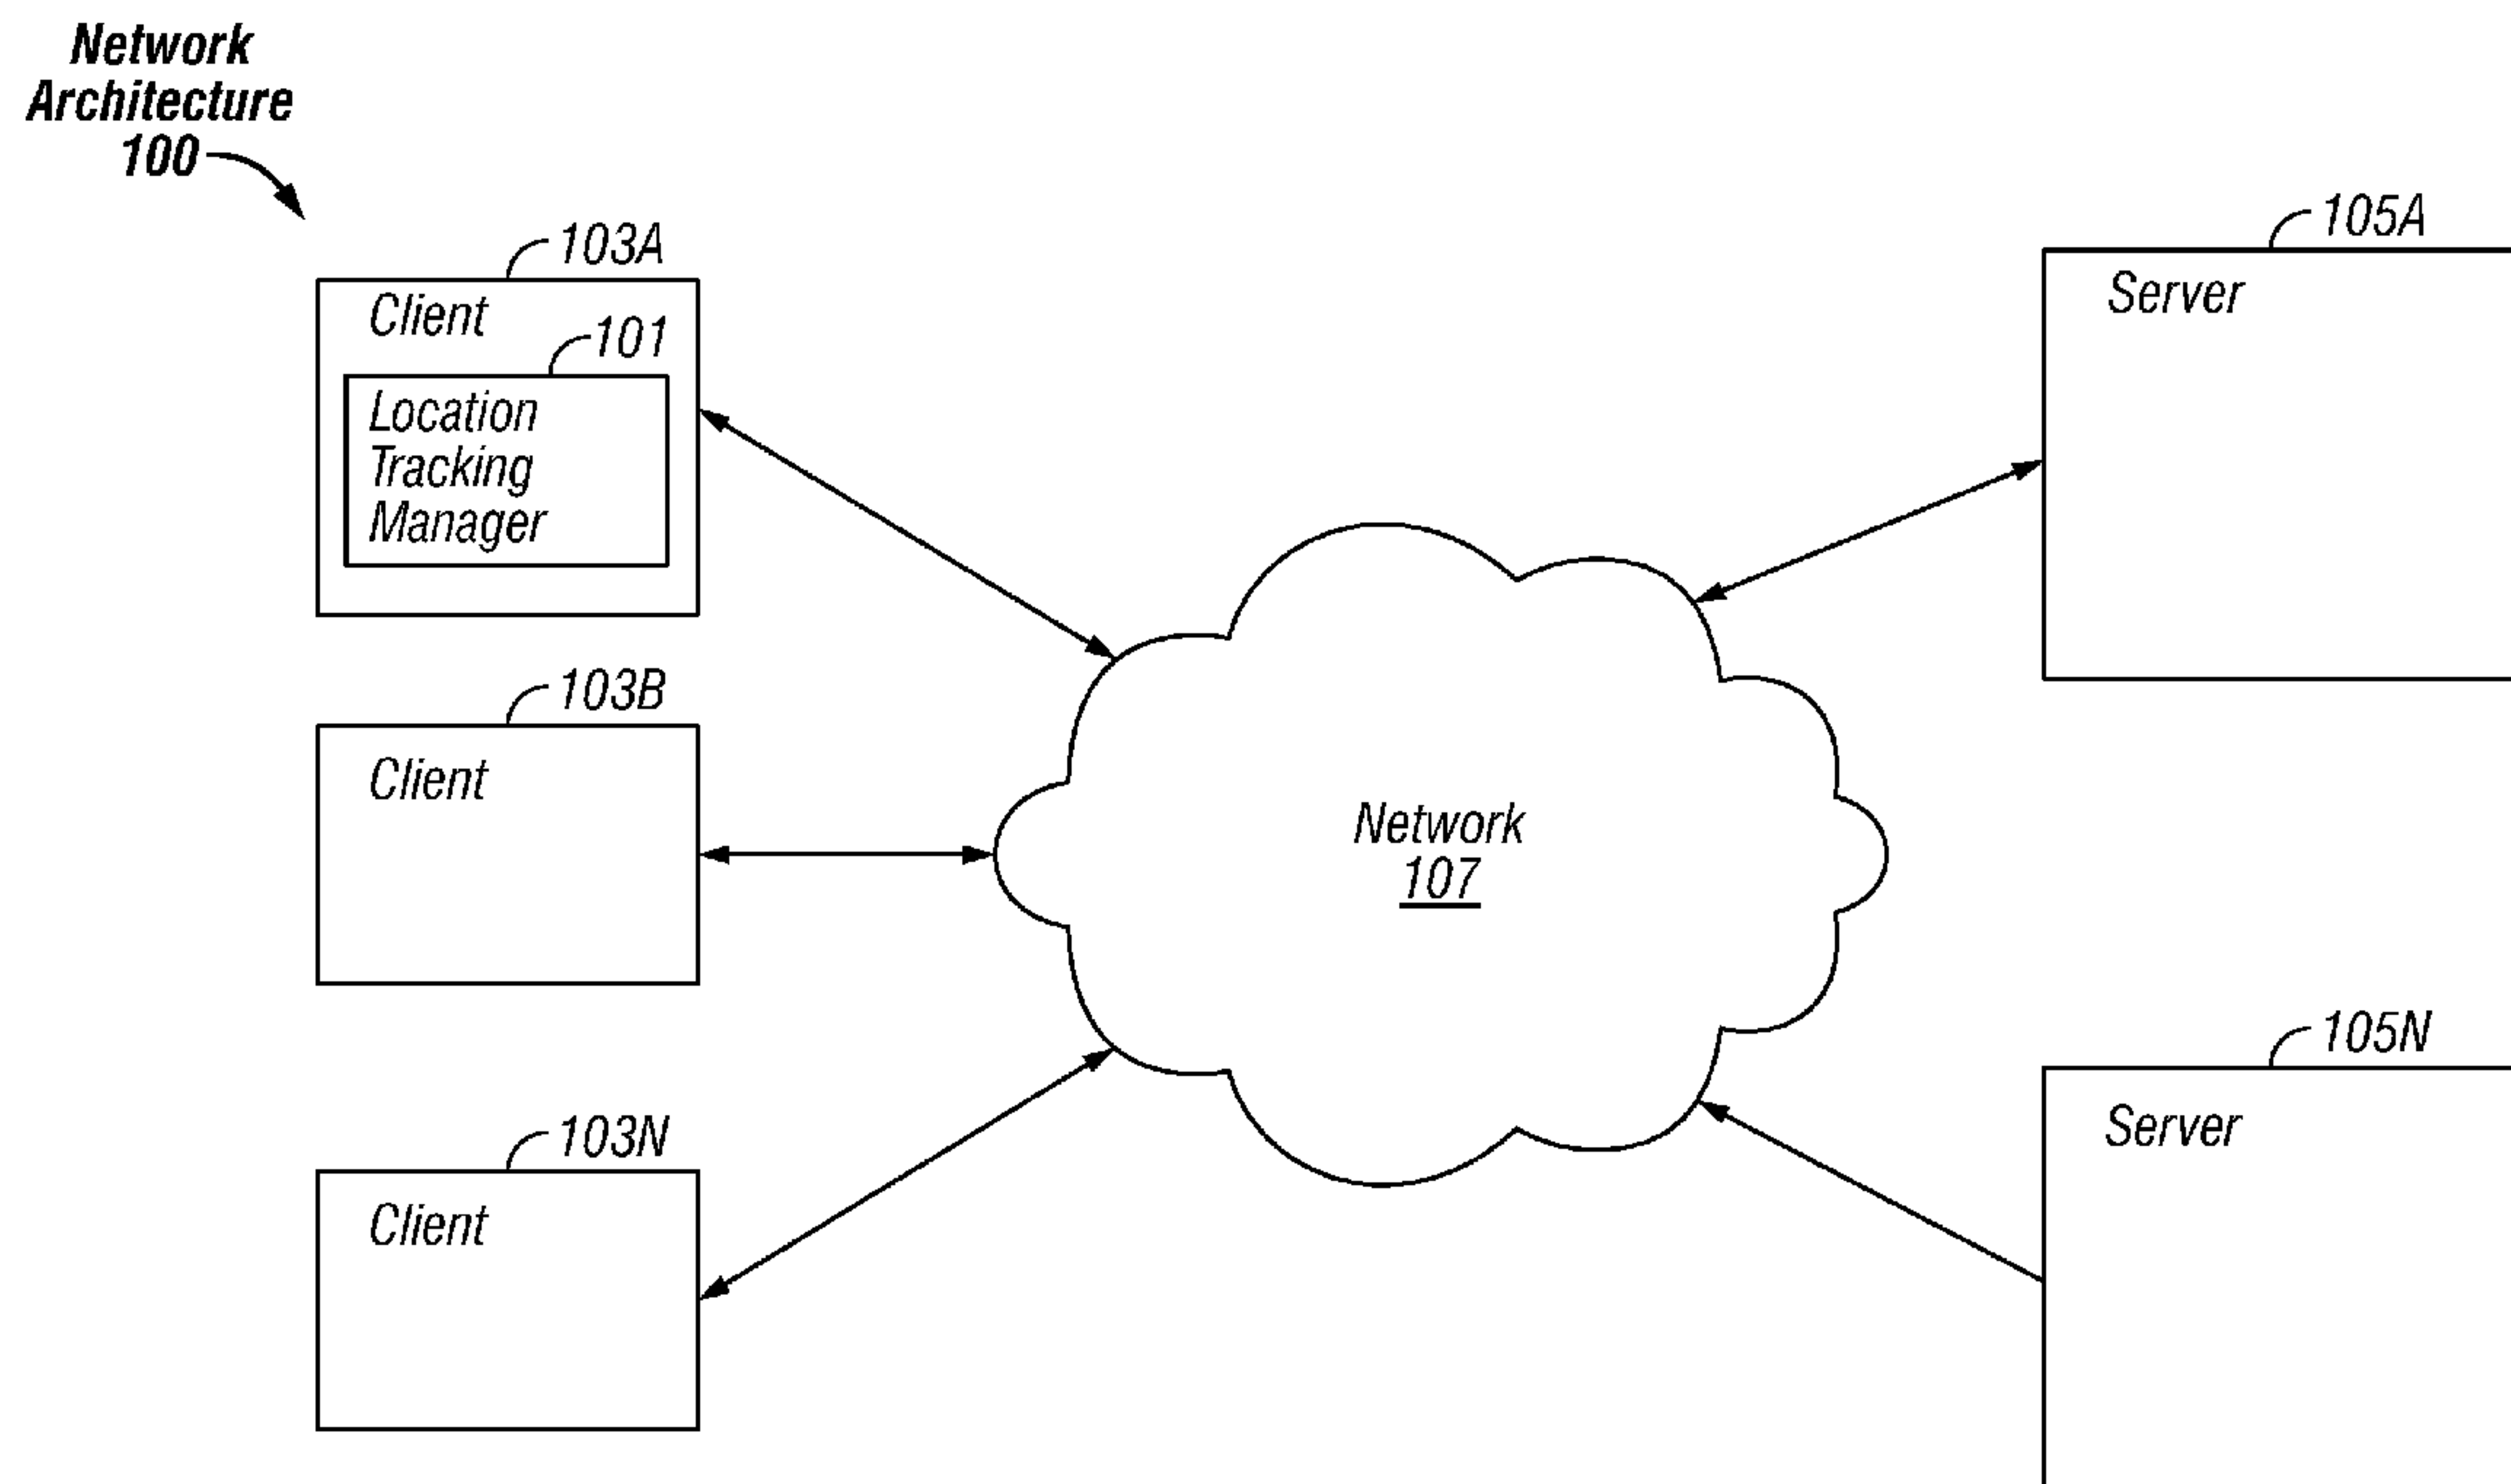 Network
Architecture
100
103A
Client
101
Location
Tracking
Manager
103B
Client
103N
Client
Network
107
105A
Server
105N
Server